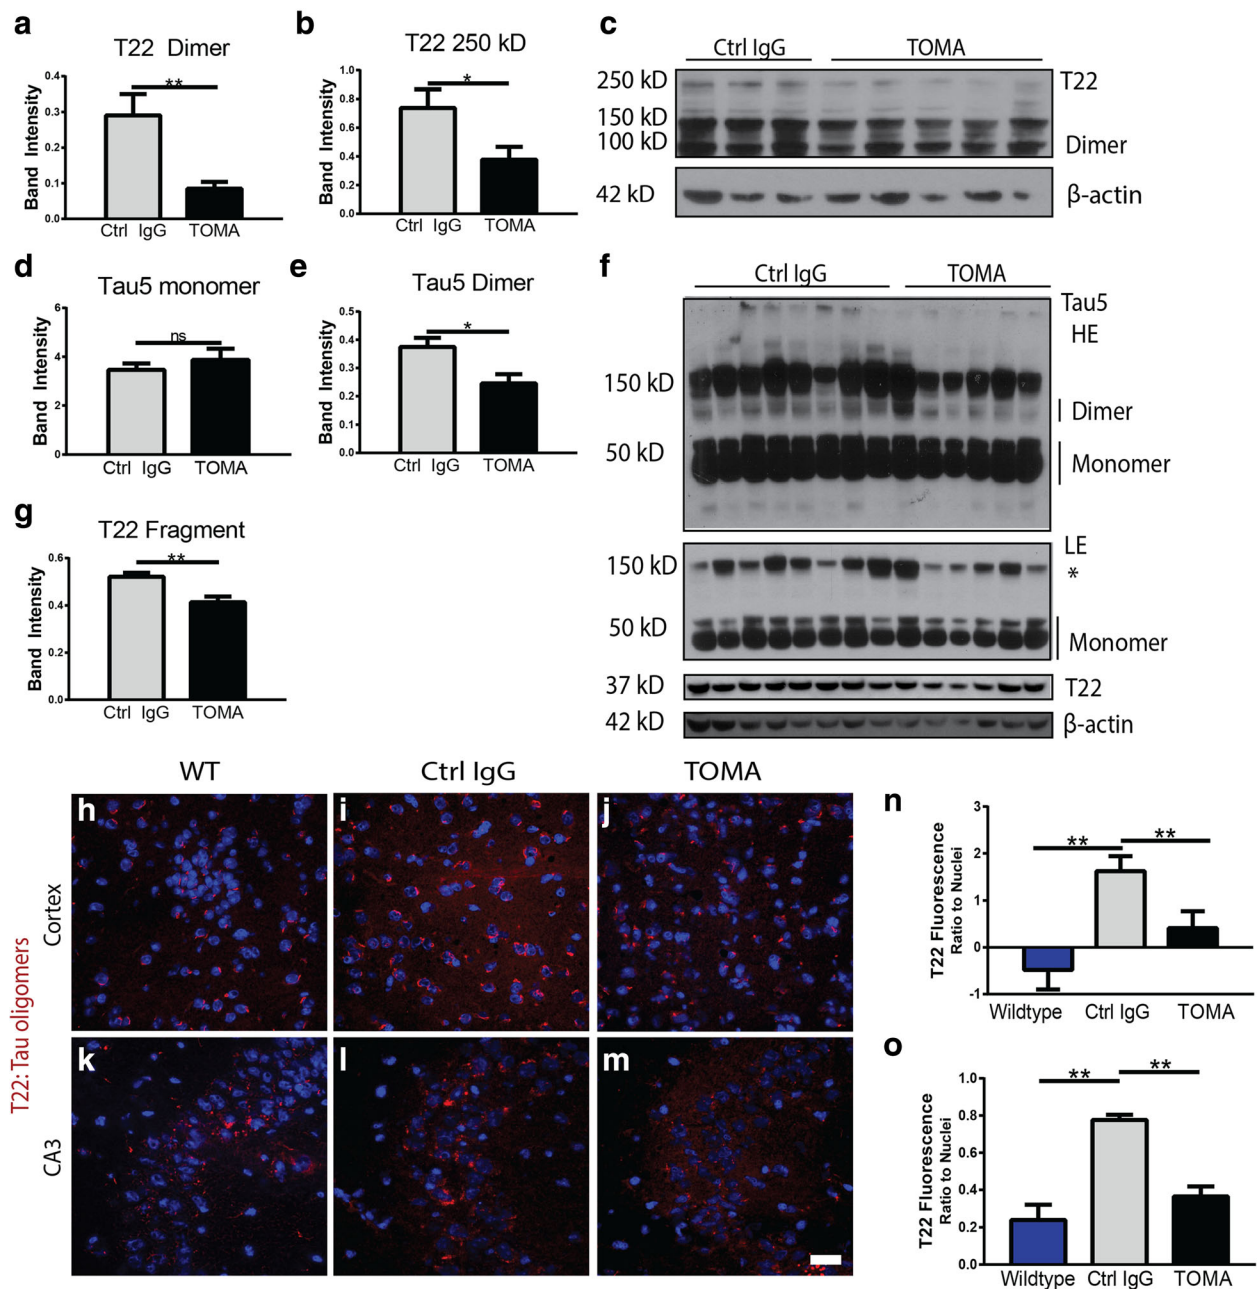 a
T22 Dimer
Band Intensity
0.4
0.3
0.2
0.1
0.0
**
Ctrl IgG
TOMA
b
T22 250 kD
Band Intensity
1.0
0.8
0.6
0.4
0.2
0.0
*
Ctrl IgG
TOMA
c
Ctrl IgG
TOMA
250 kD
150 kD
100 kD
T22
Dimer
42 kD
β-actin
d
Tau5 monomer
Band Intensity
6
4
2
0
ns
Ctrl IgG
TOMA
e
Tau5 Dimer
Band Intensity
0.5
0.4
0.3
0.2
0.1
0.0
*
Ctrl IgG
TOMA
f
Ctrl IgG
TOMA
Tau5
HE
150 kD
Dimer
50 kD
Monomer
LE
150 kD
*
50 kD
Monomer
37 kD
T22
42 kD
β-actin
g
T22 Fragment
Band Intensity
0.6
0.4
0.2
0.0
**
Ctrl IgG
TOMA
WT
Ctrl IgG
TOMA
T22: Tau oligomers
Cortex
h
i
j
CA3
k
l
m
n
T22 Fluorescence
Ratio to Nuclei
3
2
1
0
-1
**
**
Wildtype
Ctrl IgG
TOMA
o
T22 Fluorescence
Ratio to Nuclei
1.0
0.8
0.6
0.4
0.2
0.0
**
**
Wildtype
Ctrl IgG
TOMA